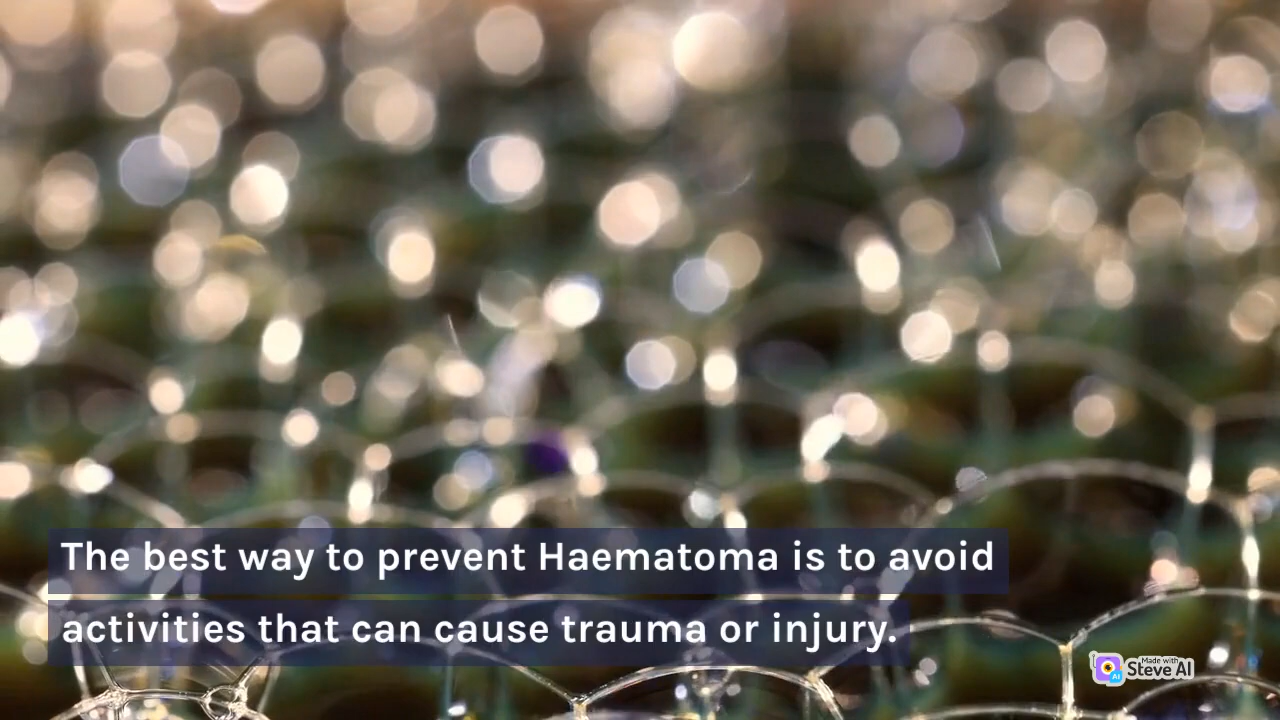 The best way to prevent Haematoma is to avoid
activities that can cause trauma or injury.
Made with
Steve AI
AI